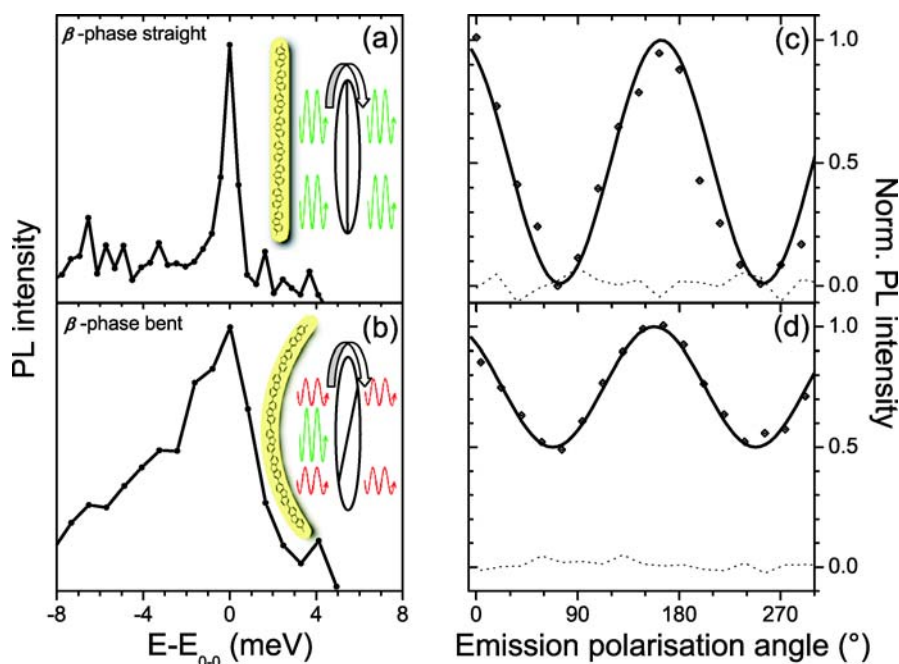 β-phase straight
(a)
β-phase bent
(b)
PL intensity
-8 -4 0 4 8
E-E0-0 (meV)
(c)
1.0
0.5
0.0
(d)
1.0
0.5
0.0
Norm. PL intensity
0 90 180 270
Emission polarisation angle (°)